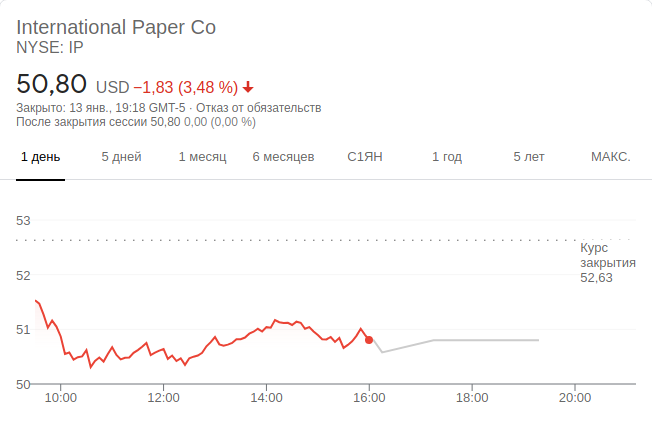 International Paper Co
NYSE: IP
50,80 USD −1,83 (3,48 %)
Закрыто: 13 янв., 19:18 GMT-5 · Отказ от обязательств
После закрытия сессии 50,80 0,00 (0,00 %)
1 день 5 дней 1 месяц 6 месяцев С1ЯН 1 год 5 лет МАКС.
53
Курс
закрытия
52,63
52
51
50
10:00 12:00 14:00 16:00 18:00 20:00